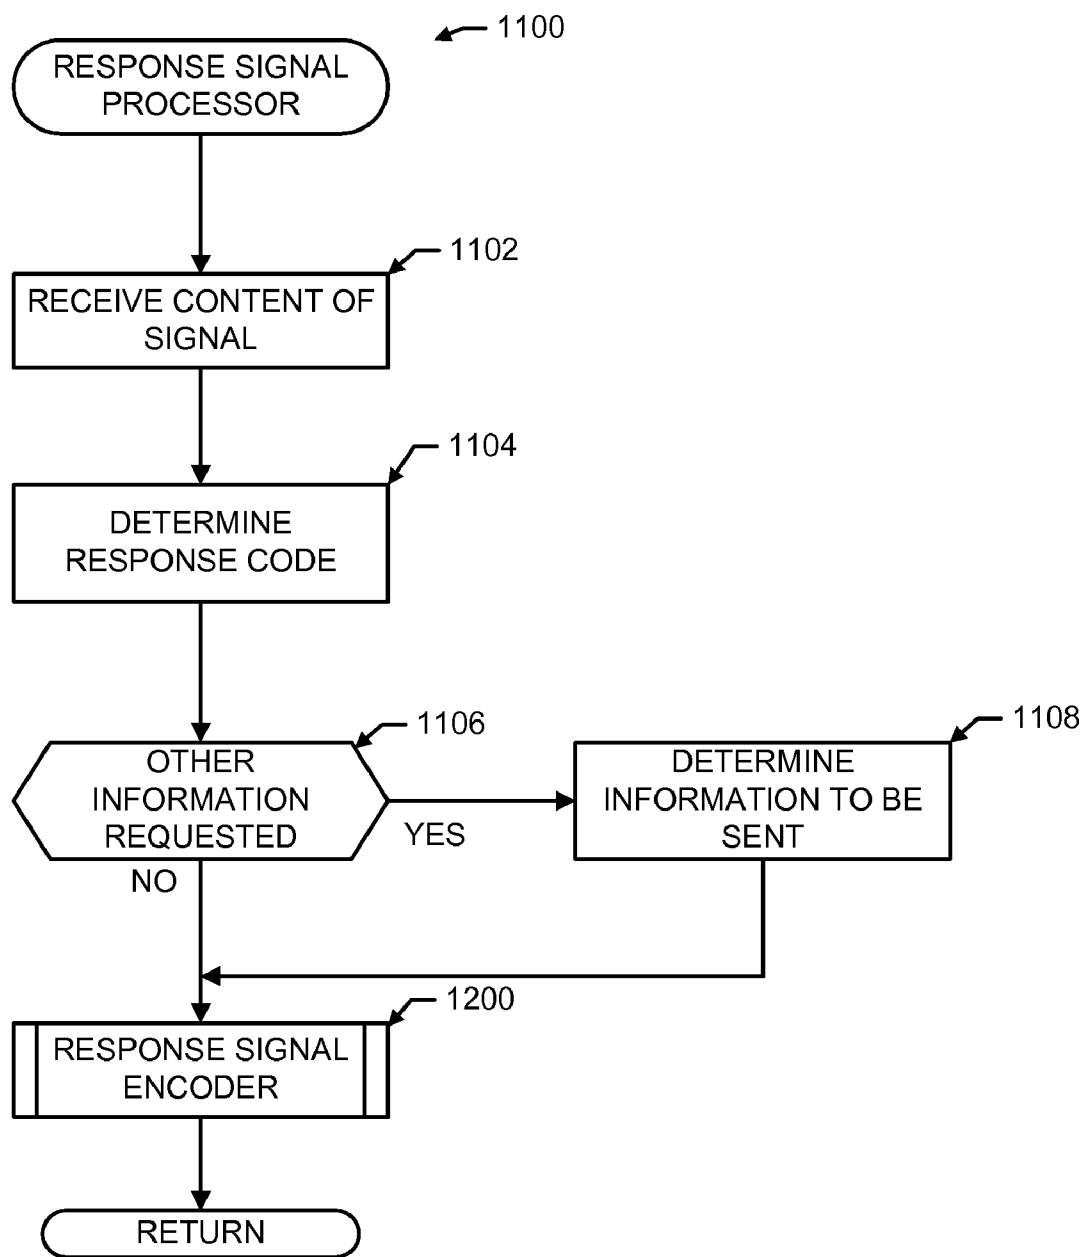 1100
RESPONSE SIGNAL
PROCESSOR
1102
RECEIVE CONTENT OF
SIGNAL
1104
DETERMINE
RESPONSE CODE
1106
OTHER
INFORMATION
REQUESTED
YES
NO
1108
DETERMINE
INFORMATION TO BE
SENT
1200
RESPONSE SIGNAL
ENCODER
RETURN